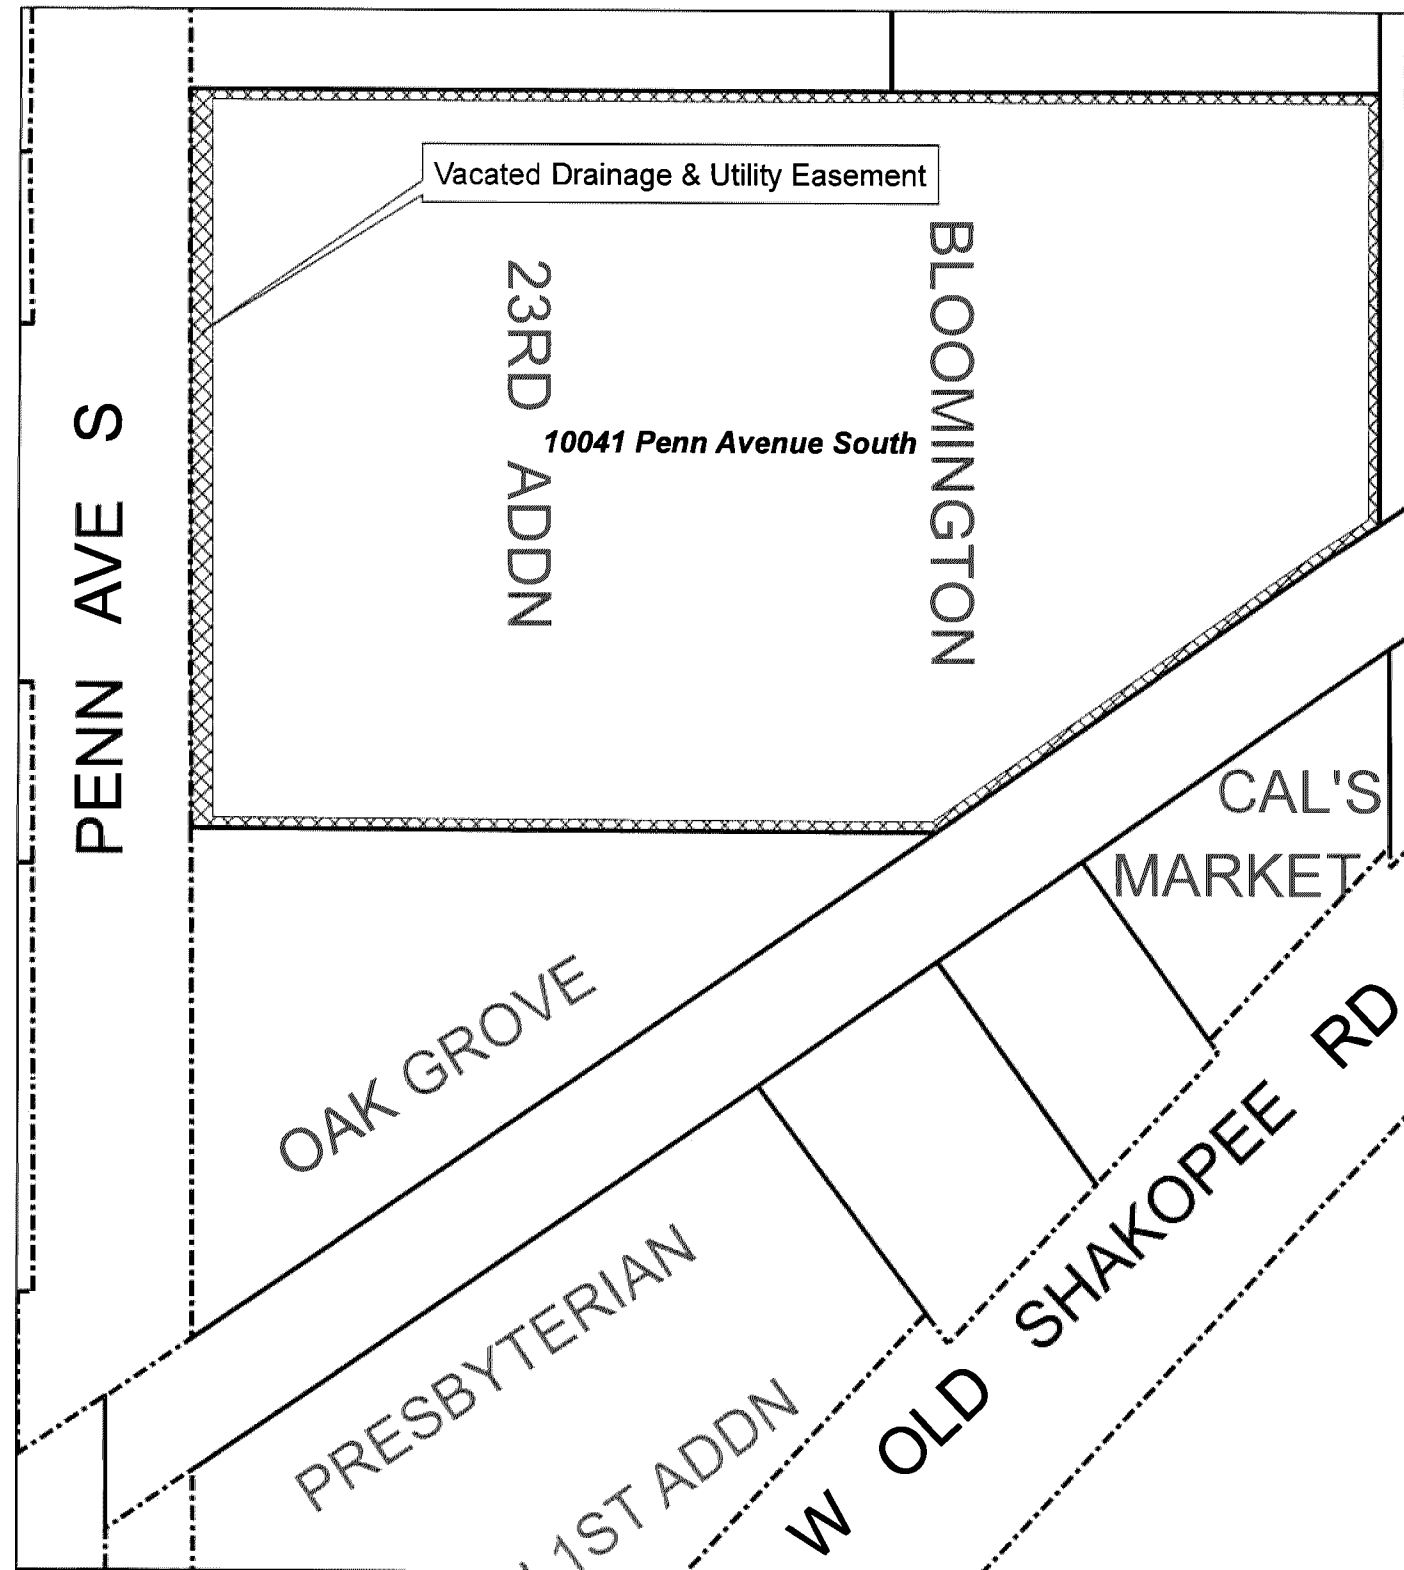 Vacated Drainage & Utility Easement
BLOOMINGTON
23RD ADDN
10041 Penn Avenue South
PENN AVE S
CAL'S
MARKET
OAK GROVE
PRESBYTERIAN
1ST ADDN
W OLD SHAKOPEE RD